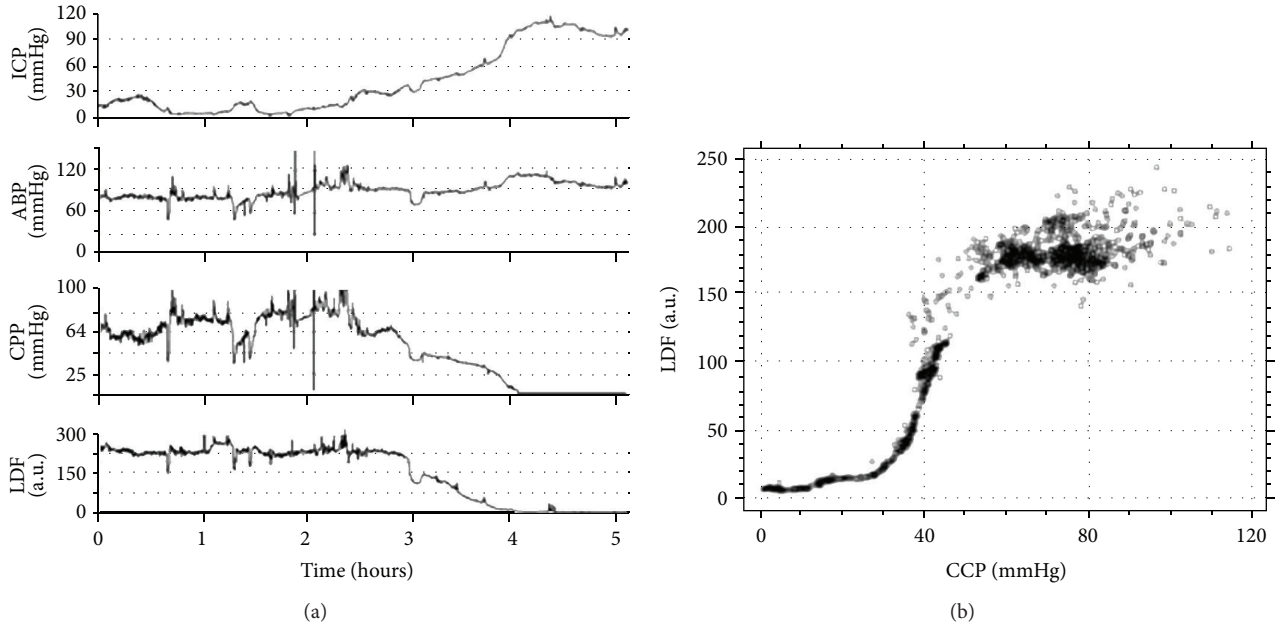 120
90
60
30
0
ICP
(mmHg)
120
60
0
ABP
(mmHg)
100
64
25
CPP
(mmHg)
300
150
0
LDF
(a.u.)
0 1 2 3 4 5
Time (hours)
(a)
250
200
150
100
50
0
LDF (a.u.)
0 40 80 120
CCP (mmHg)
(b)